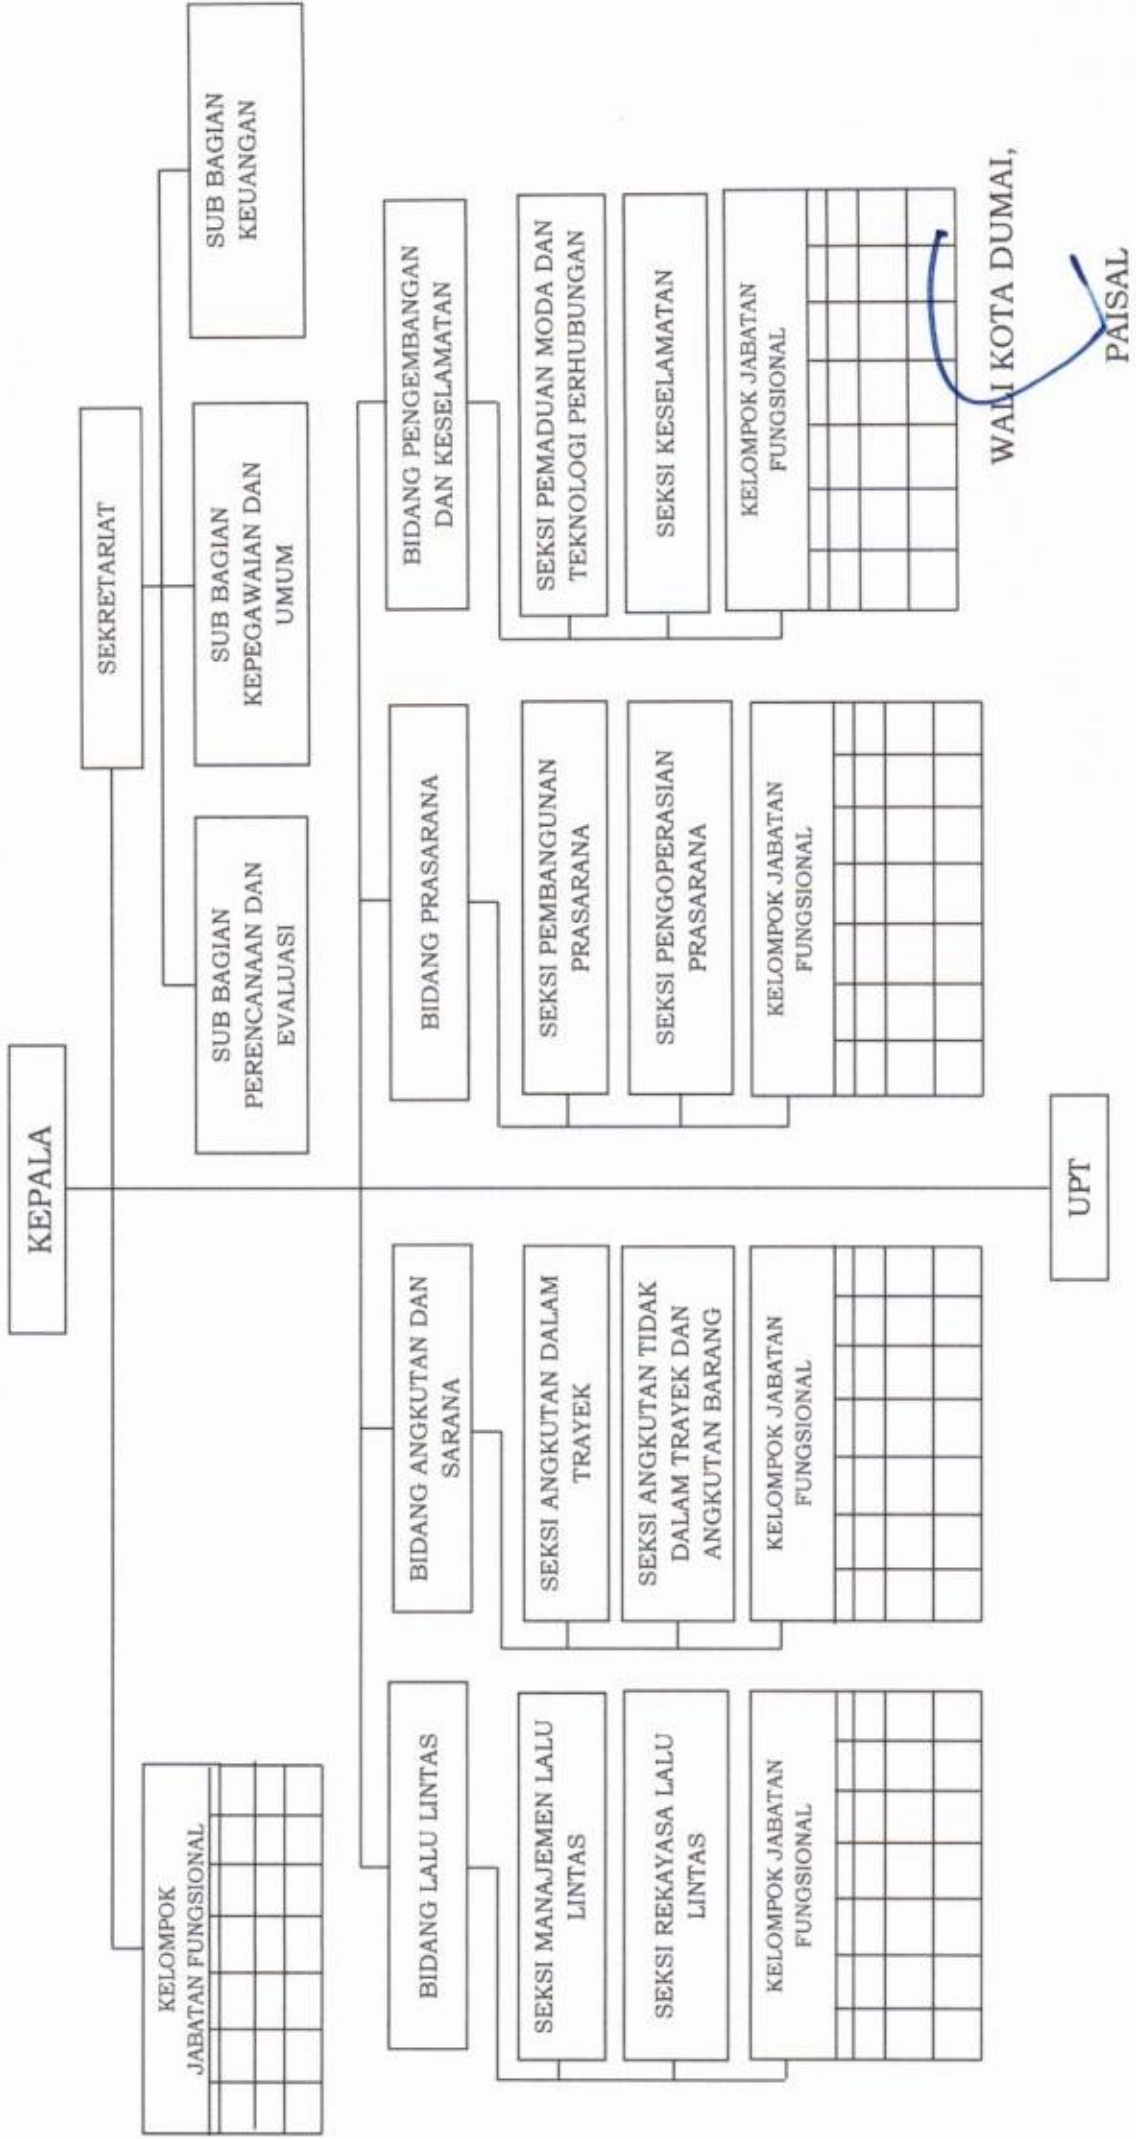 KEPALA
SEKRETARIAT
KELOMPOK
JABATAN FUNGSIONAL
SUB BAGIAN
PERENCANAAN DAN
EVALUASI
SUB BAGIAN
KEPEGAWAIAN DAN
UMUM
SUB BAGIAN
KEUANGAN
BIDANG LALU LINTAS
SEKSI MANAJEMEN LALU
LINTAS
SEKSI REKAYASA LALU
LINTAS
KELOMPOK JABATAN
FUNGSIONAL
BIDANG ANGKUTAN DAN
SARANA
SEKSI ANGKUTAN DALAM
TRAYEK
SEKSI ANGKUTAN TIDAK
DALAM TRAYEK DAN
ANGKUTAN BARANG
KELOMPOK JABATAN
FUNGSIONAL
BIDANG PRASARANA
SEKSI PEMBANGUNAN
PRASARANA
SEKSI PENGOPERASIAN
PRASARANA
KELOMPOK JABATAN
FUNGSIONAL
BIDANG PENGEMBANGAN
DAN KESELAMATAN
SEKSI PEMADUAN MODA DAN
TEKNOLOGI PERHUBUNGAN
SEKSI KESELAMATAN
KELOMPOK JABATAN
FUNGSIONAL
UPT
WALI KOTA DUMAI,
PAISAL